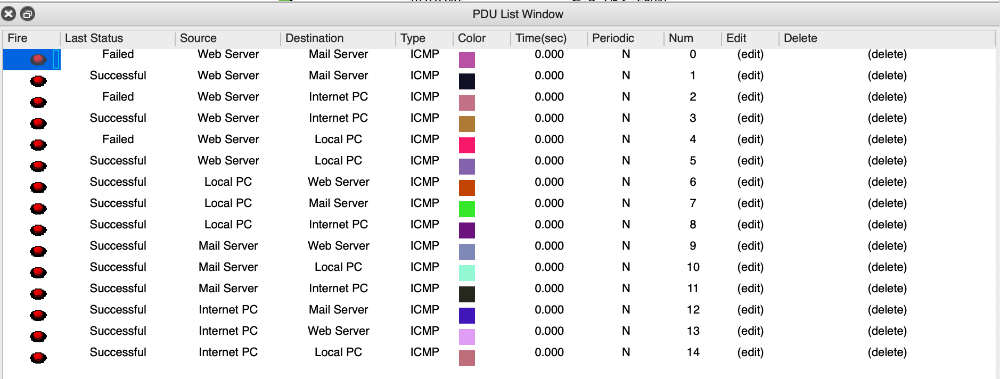 PDU List Window
Fire Last Status Source Destination Type Color Time(sec) Periodic Num Edit Delete
Failed Web Server Mail Server ICMP 0.000 N 0 (edit) (delete)
Successful Web Server Mail Server ICMP 0.000 N 1 (edit) (delete)
Failed Web Server Internet PC ICMP 0.000 N 2 (edit) (delete)
Successful Web Server Internet PC ICMP 0.000 N 3 (edit) (delete)
Failed Web Server Local PC ICMP 0.000 N 4 (edit) (delete)
Successful Web Server Local PC ICMP 0.000 N 5 (edit) (delete)
Successful Local PC Web Server ICMP 0.000 N 6 (edit) (delete)
Successful Local PC Mail Server ICMP 0.000 N 7 (edit) (delete)
Successful Local PC Internet PC ICMP 0.000 N 8 (edit) (delete)
Successful Mail Server Web Server ICMP 0.000 N 9 (edit) (delete)
Successful Mail Server Local PC ICMP 0.000 N 10 (edit) (delete)
Successful Mail Server Internet PC ICMP 0.000 N 11 (edit) (delete)
Successful Internet PC Mail Server ICMP 0.000 N 12 (edit) (delete)
Successful Internet PC Web Server ICMP 0.000 N 13 (edit) (delete)
Successful Internet PC Local PC ICMP 0.000 N 14 (edit) (delete)